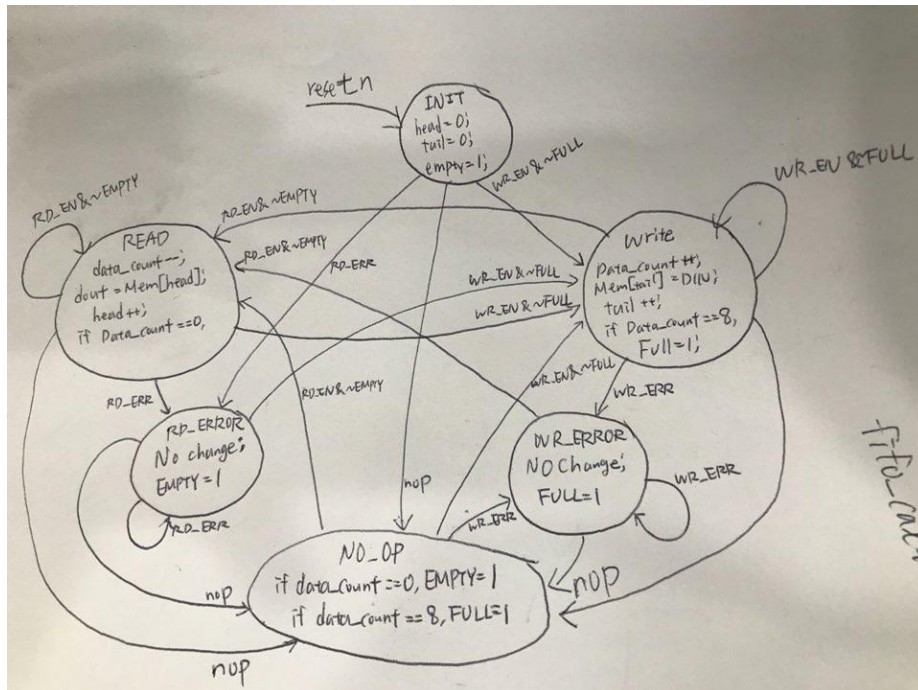 reset_n
INIT
head=0;
tail=0;
empty=1;
WR_EN&~FULL
WR_EN &~FULL
RD_EN&~EMPTY
RD_EN&~EMPTY
READ
data_count--;
dout=Mem[head];
head++;
if Data_count==0,
RD_EN&~EMPTY
RD_ERR
WR_EN&~FULL
WR_EN&~FULL
Write
Data_count++;
Mem[tail]=DIN;
tail++;
if Data_count==8,
Full=1;
RD_ERR
RD_EN&~EMPTY
WR_EN&~FULL
WR_ERR
RD_ERROR
No change;
EMPTY=1
RD_ERR
WR_ERROR
NO Change;
FULL=1
WR_ERR
nop
WR_ERR
NO_OP
if data_count==0, EMPTY=1
if data_count==8, FULL=1
nop
nop
nop